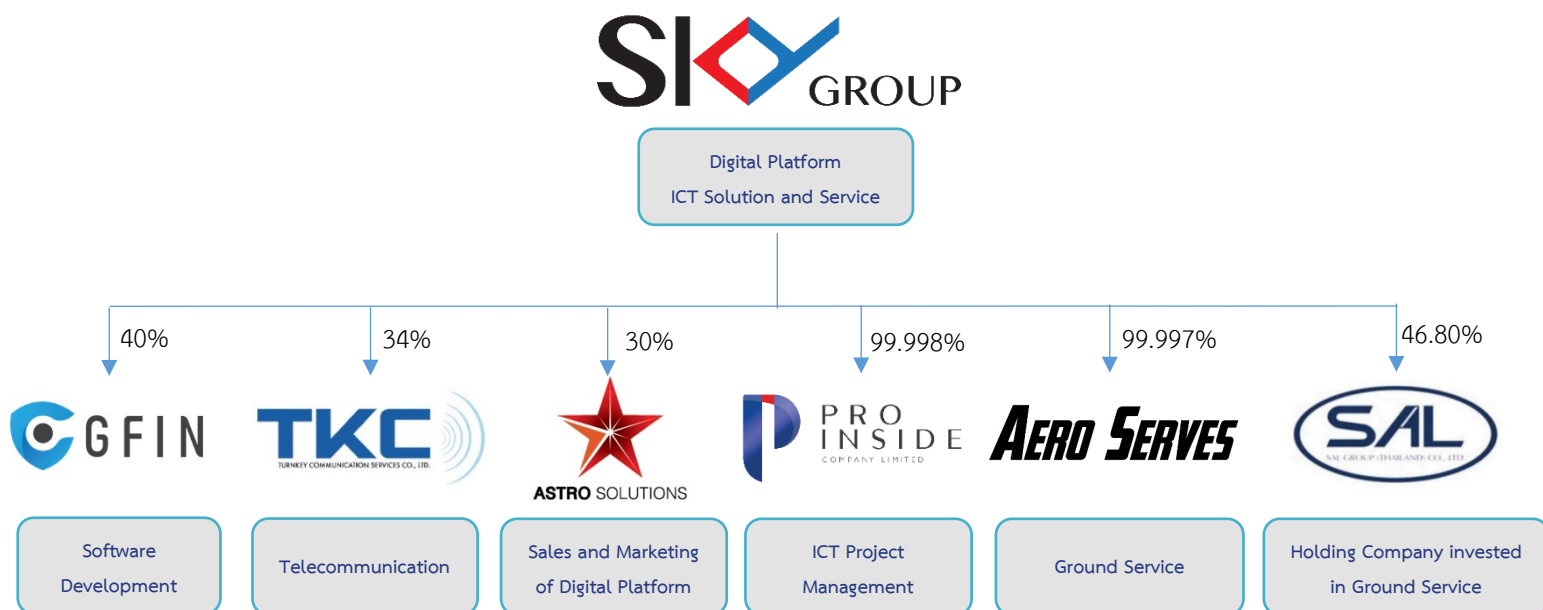 SKY GROUP
Digital Platform
ICT Solution and Service
40%
34%
30%
99.998%
99.997%
46.80%
GFIN
TKC
TURNKEY COMMUNICATION SERVICES CO., LTD.
ASTRO SOLUTIONS
PRO
INSIDE
COMPANY LIMITED
AERO SERVES
SAL
SAL GROUP (THAILAND) CO., LTD.
Software
Development
Telecommunication
Sales and Marketing
of Digital Platform
ICT Project
Management
Ground Service
Holding Company invested
in Ground Service